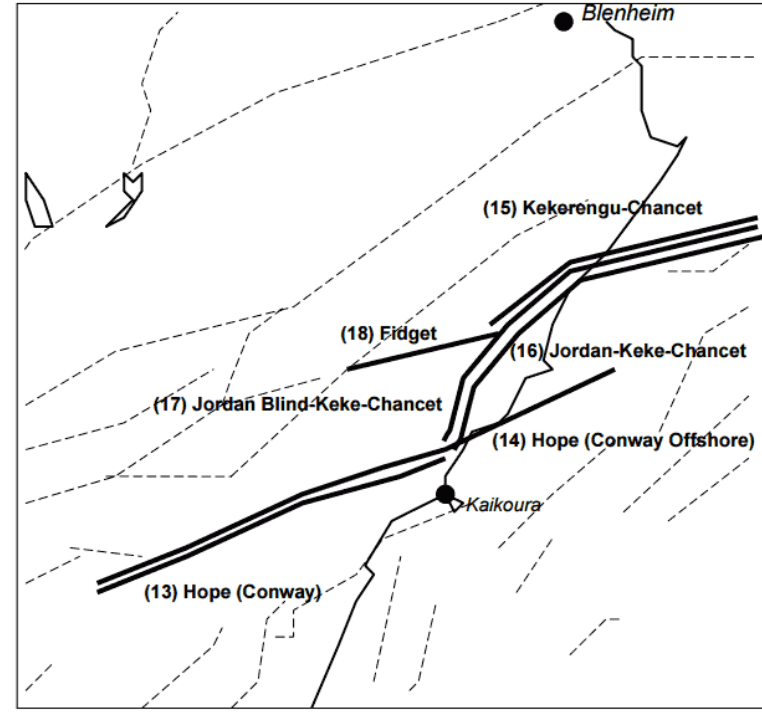 Blenheim
(15) Kekerengu-Chancet
(18) Fidget
(16) Jordan-Keke-Chancet
(17) Jordan Blind-Keke-Chancet
(14) Hope (Conway Offshore)
Kaikoura
(13) Hope (Conway)